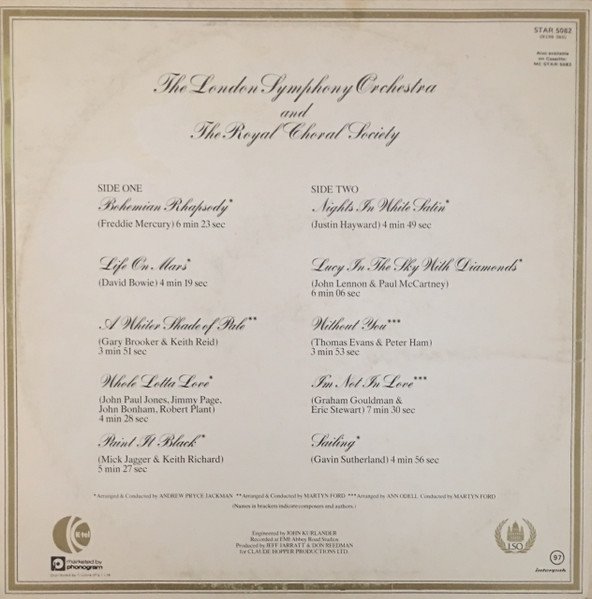 STAR 5082
Also available
on Cassette:
MC STAR 5082
The London Symphony Orchestra
and
The Royal Choral Society
SIDE ONE
Bohemian Rhapsody*
(Freddie Mercury) 6 min 23 sec
Life On Mars*
(David Bowie) 4 min 19 sec
A Whiter Shade of Pale**
(Gary Brooker & Keith Reid)
3 min 51 sec
Whole Lotta Love*
(John Paul Jones, Jimmy Page,
John Bonham, Robert Plant)
4 min 28 sec
Paint It Black*
(Mick Jagger & Keith Richard)
5 min 27 sec
SIDE TWO
Nights In White Satin*
(Justin Hayward) 4 min 49 sec
Lucy In The Sky With Diamonds*
(John Lennon & Paul McCartney)
6 min 06 sec
Without You***
(Thomas Evans & Peter Ham)
3 min 53 sec
I'm Not In Love***
(Graham Gouldman &
Eric Stewart) 7 min 30 sec
Sailing*
(Gavin Sutherland) 4 min 56 sec
*Arranged & Conducted by ANDREW PRYCE JACKMAN **Arranged & Conducted by MARTYN FORD ***Arranged by ANN ODELL Conducted by MARTYN FORD
(Names in brackets indicate composers and authors.)
Engineered by JOHN KURLANDER
Recorded at EMI Abbey Road Studios
Produced by JEFF JARRATT & DON REEDMAN
for CLAUDE HOPPER PRODUCTIONS LTD.
K-tel
marketed by
phonogram
LSO
97
interpak